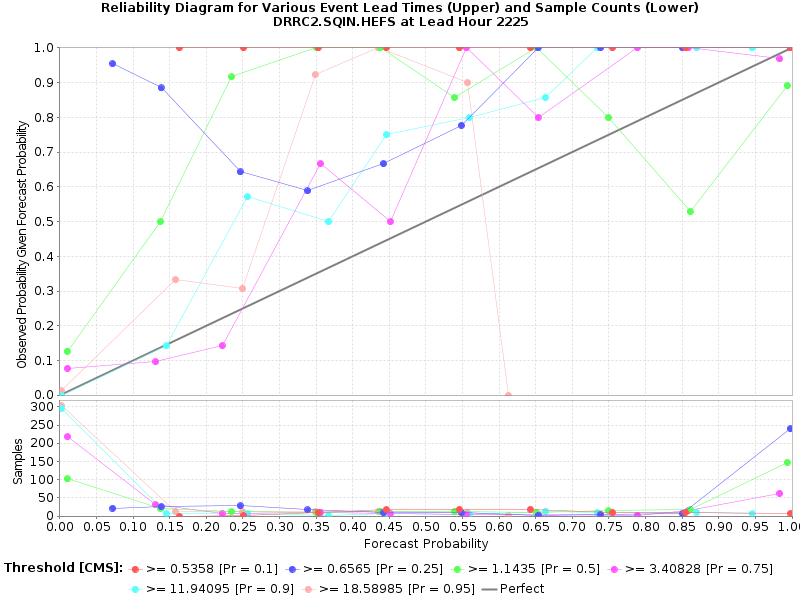 Reliability Diagram for Various Event Lead Times (Upper) and Sample Counts (Lower)
DRRC2.SQIN.HEFS at Lead Hour 2225
Observed Probability Given Forecast Probability
1.0
0.9
0.8
0.7
0.6
0.5
0.4
0.3
0.2
0.1
0.0
Samples
300
250
200
150
100
50
0
0.00 0.05 0.10 0.15 0.20 0.25 0.30 0.35 0.40 0.45 0.50 0.55 0.60 0.65 0.70 0.75 0.80 0.85 0.90 0.95 1.0
Forecast Probability
Threshold [CMS]: >= 0.5358 [Pr = 0.1] >= 0.6565 [Pr = 0.25] >= 1.1435 [Pr = 0.5] >= 3.40828 [Pr = 0.75]
>= 11.94095 [Pr = 0.9] >= 18.58985 [Pr = 0.95] Perfect